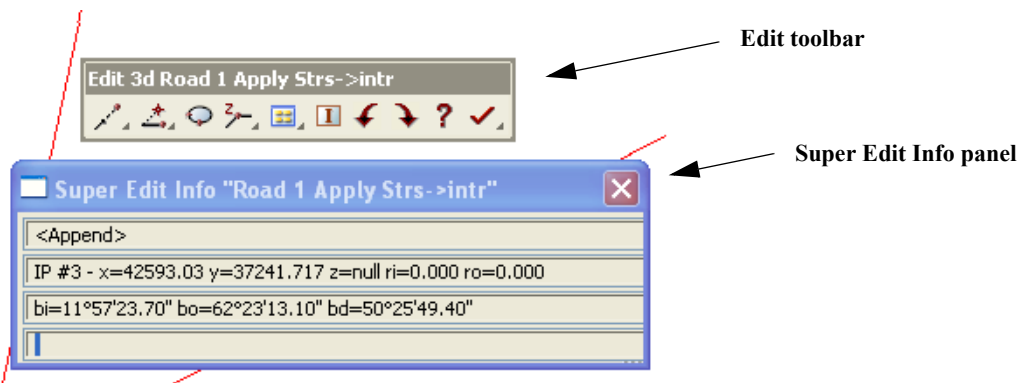 Edit toolbar
Edit 3d Road 1 Apply Strs->intr
Super Edit Info panel
Super Edit Info "Road 1 Apply Strs->intr"
<Append>
IP #3 - x=42593.03 y=37241.717 z=null ri=0.000 ro=0.000
bi=11°57'23.70" bo=62°23'13.10" bd=50°25'49.40"